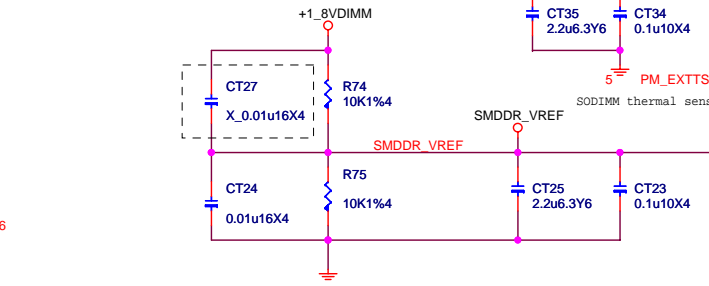 +1_8VDIMM
CT35
2.2u6.3Y6
CT34
0.1u10X4
CT27
X_0.01u16X4
R74
10K1%4
5 PM_EXTTS
SODIMM thermal sens
SMDDR_VREF
SMDDR_VREF
CT24
0.01u16X4
R75
10K1%4
CT25
2.2u6.3Y6
CT23
0.1u10X4
6